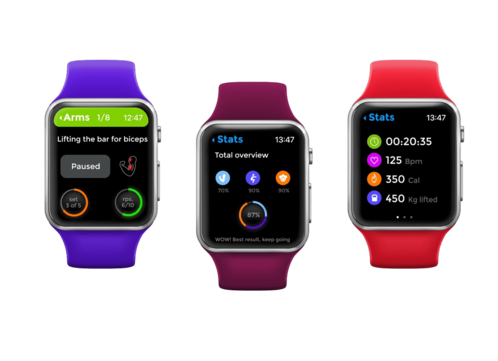 Arms 1/8 12:47
Lifting the bar for biceps
Paused
set.
3 of 5
rps.
6/10
Stats 13:47
Total overview
70% 90% 90%
87%
WOW! Best result, keep going
Stats 13:47
00:20:35
125 Bpm
350 Cal
450 Kg lifted